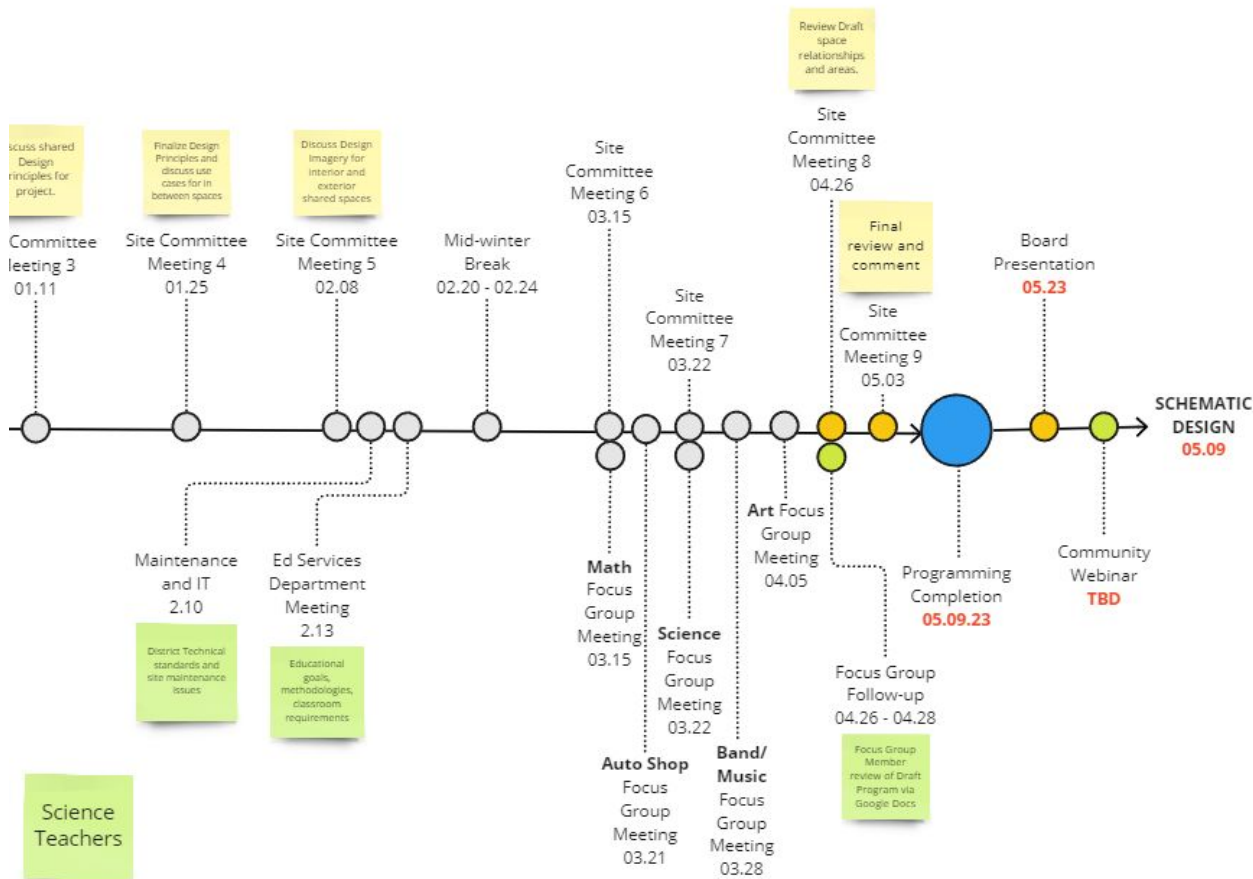 Review Draft
space
relationships
and areas.
Site
Committee
Meeting 8
04.26
scuss shared
Design
rinciples for
project.
Committee
eeting 3
01.11
Finalize Design
Principles and
discuss use
cases for in
between spaces
Site Committee
Meeting 4
01.25
Discuss Design
Imagery for
interior and
exterior
shared spaces
Site Committee
Meeting 5
02.08
Mid-winter
Break
02.20 - 02.24
Site
Committee
Meeting 6
03.15
Site
Committee
Meeting 7
03.22
Final
review and
comment
Site
Committee
Meeting 9
05.03
Board
Presentation
05.23
SCHEMATIC
DESIGN
05.09
Maintenance
and IT
2.10
District Technical
standards and
site maintenance
issues
Ed Services
Department
Meeting
2.13
Educational
goals,
methodologies,
classroom
requirements
Math
Focus
Group
Meeting
03.15
Auto Shop
Focus
Group
Meeting
03.21
Science
Focus
Group
Meeting
03.22
Band/
Music
Focus
Group
Meeting
03.28
Art Focus
Group
Meeting
04.05
Focus Group
Follow-up
04.26 - 04.28
Focus Group
Member
review of Draft
Program via
Google Docs
Programming
Completion
05.09.23
Community
Webinar
TBD
Science
Teachers